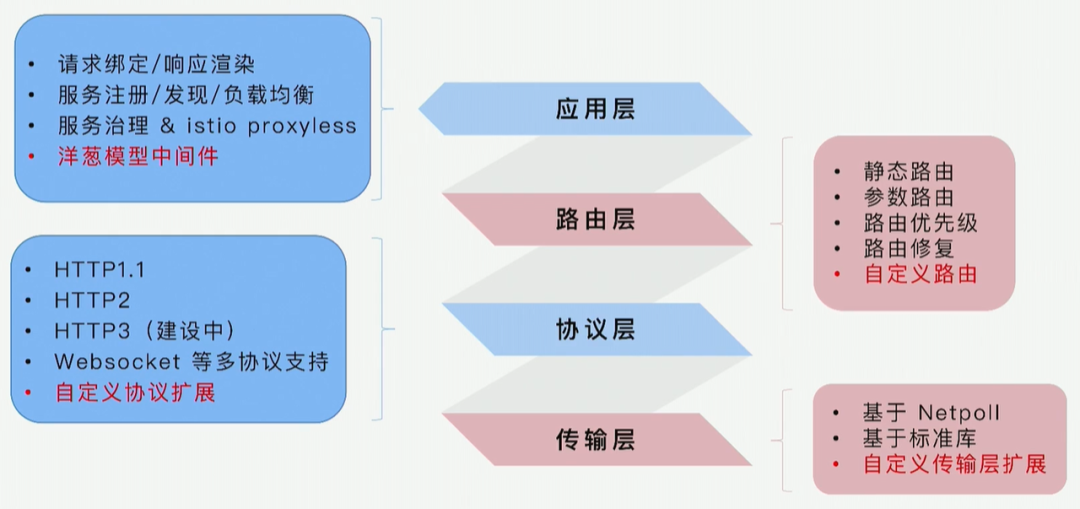 • 请求绑定/响应渲染
• 服务注册/发现/负载均衡
• 服务治理 & istio proxyless
• 洋葱模型中间件
应用层
路由层
• 静态路由
• 参数路由
• 路由优先级
• 路由修复
• 自定义路由
• HTTP1.1
• HTTP2
• HTTP3（建设中）
• Websocket 等多协议支持
• 自定义协议扩展
协议层
传输层
• 基于 Netpoll
• 基于标准库
• 自定义传输层扩展